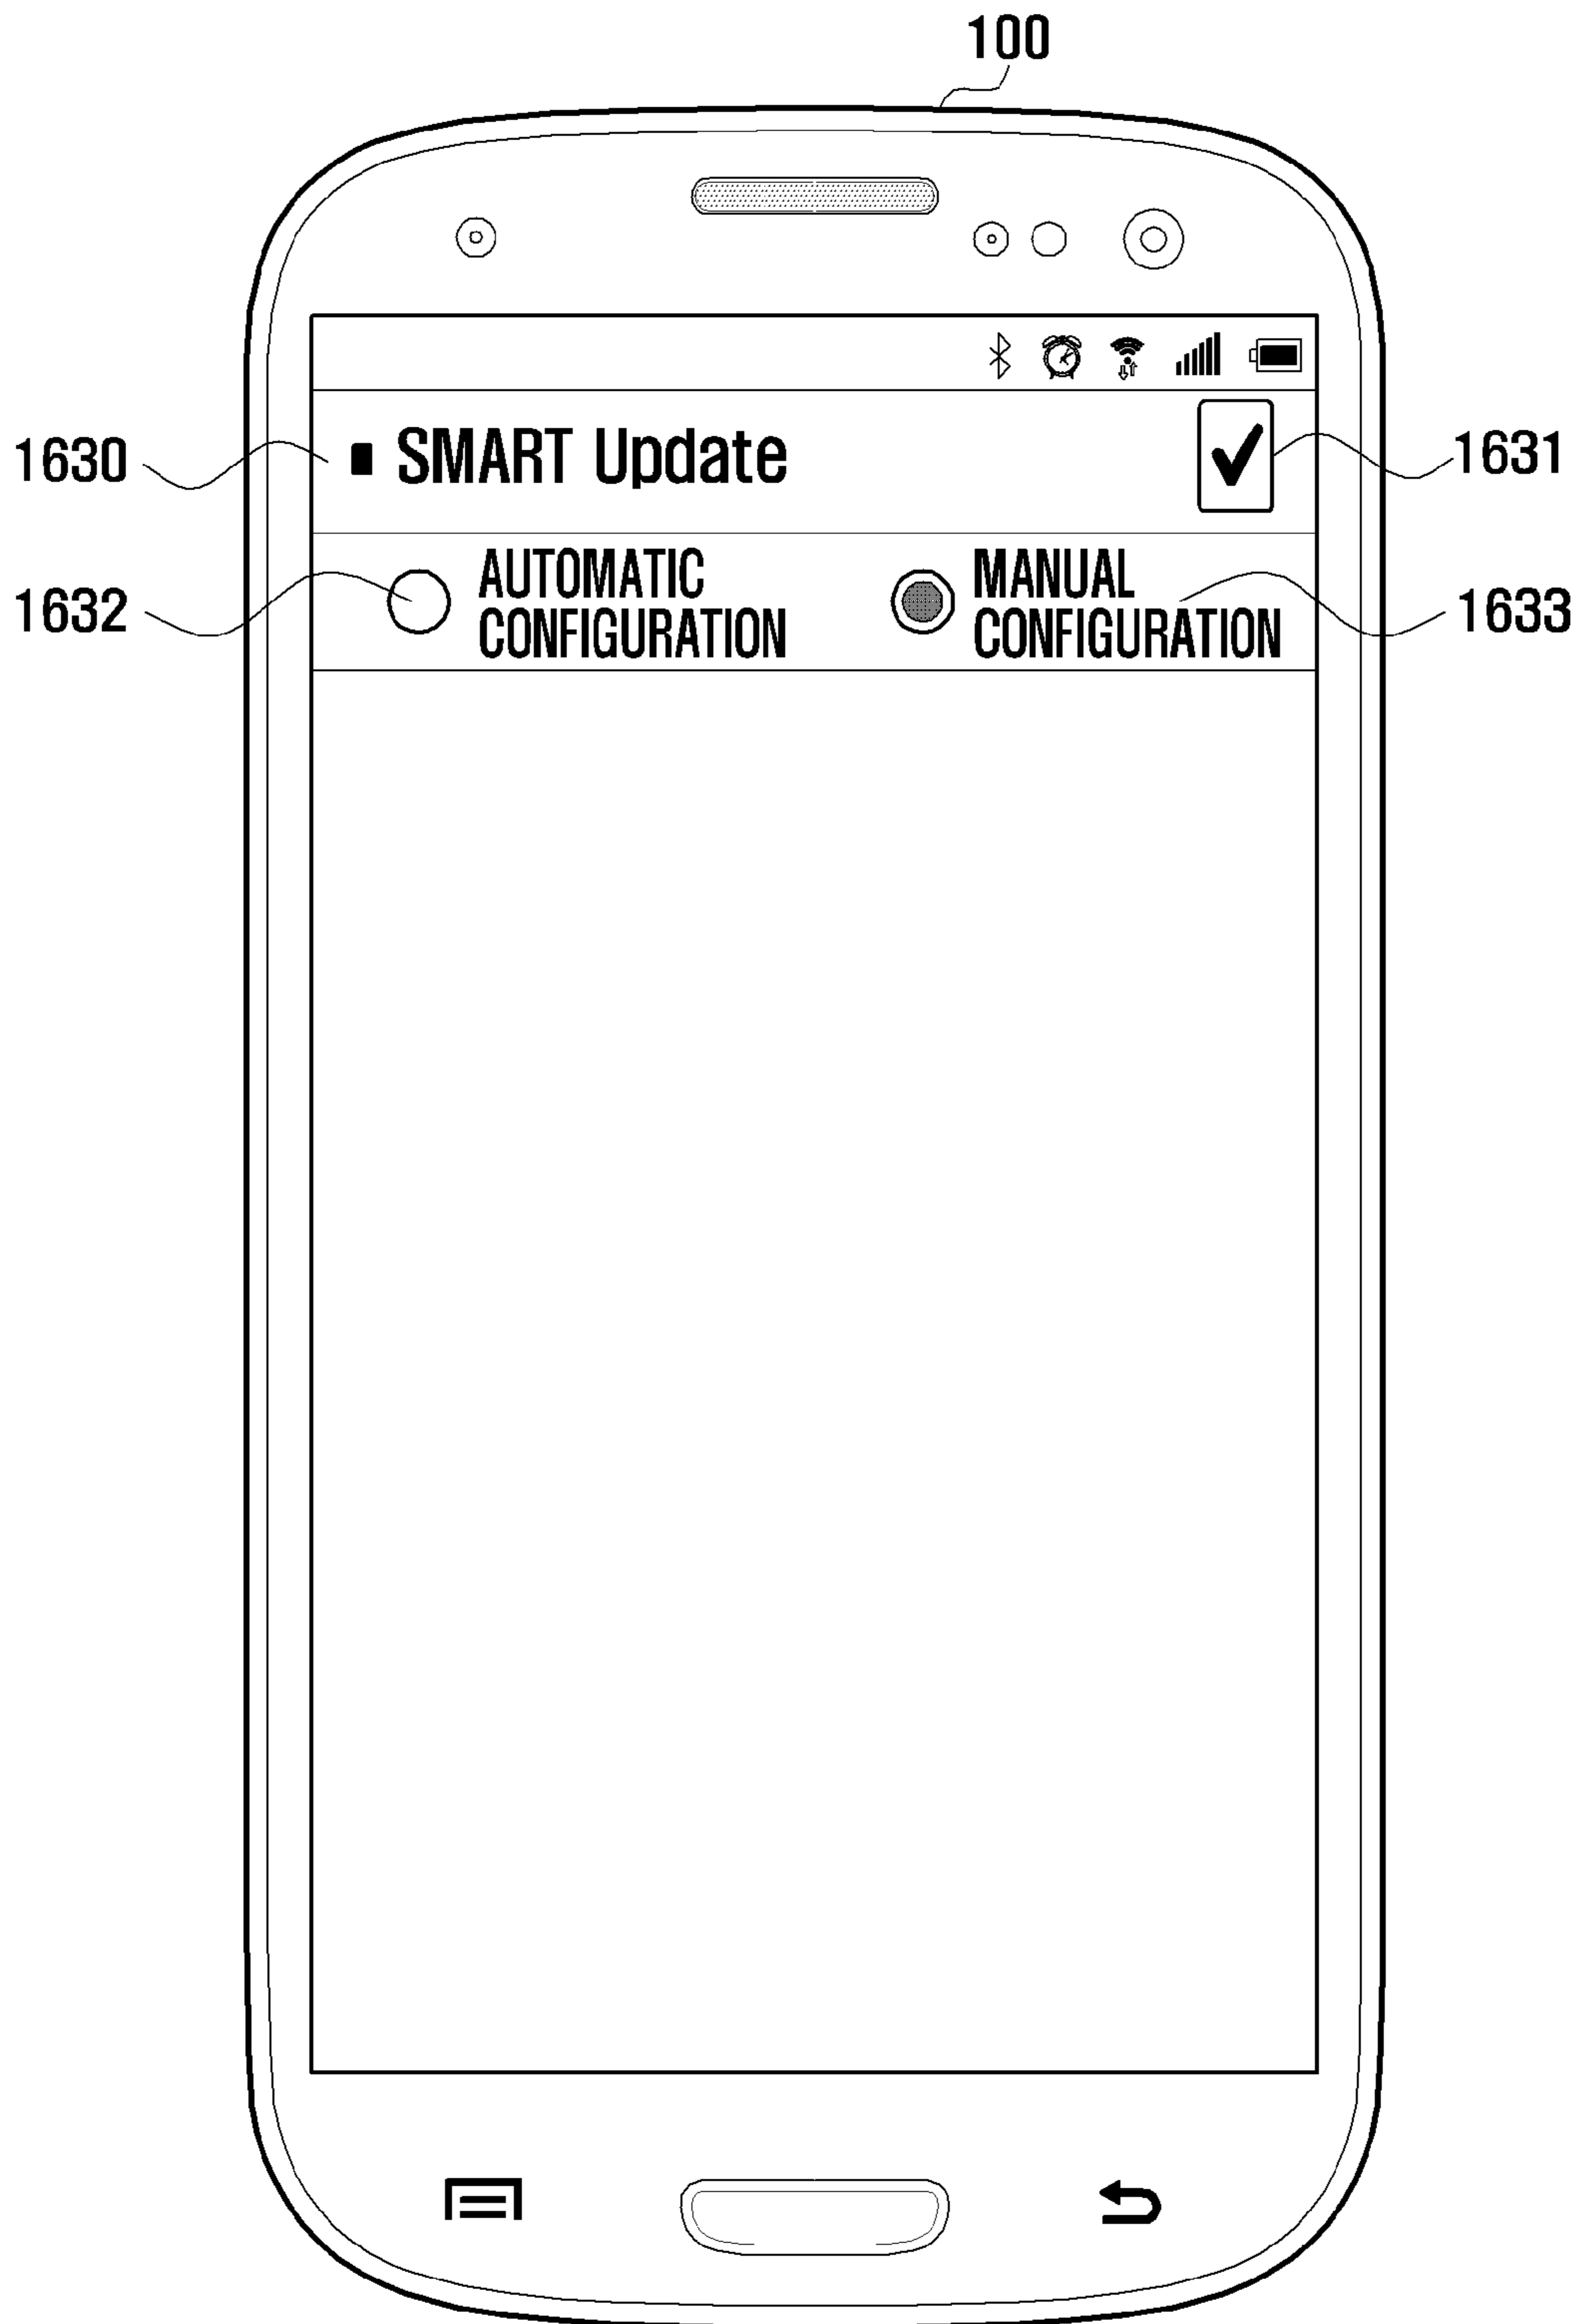 100
1630
SMART Update
1631
1632
AUTOMATIC
CONFIGURATION
MANUAL
CONFIGURATION
1633